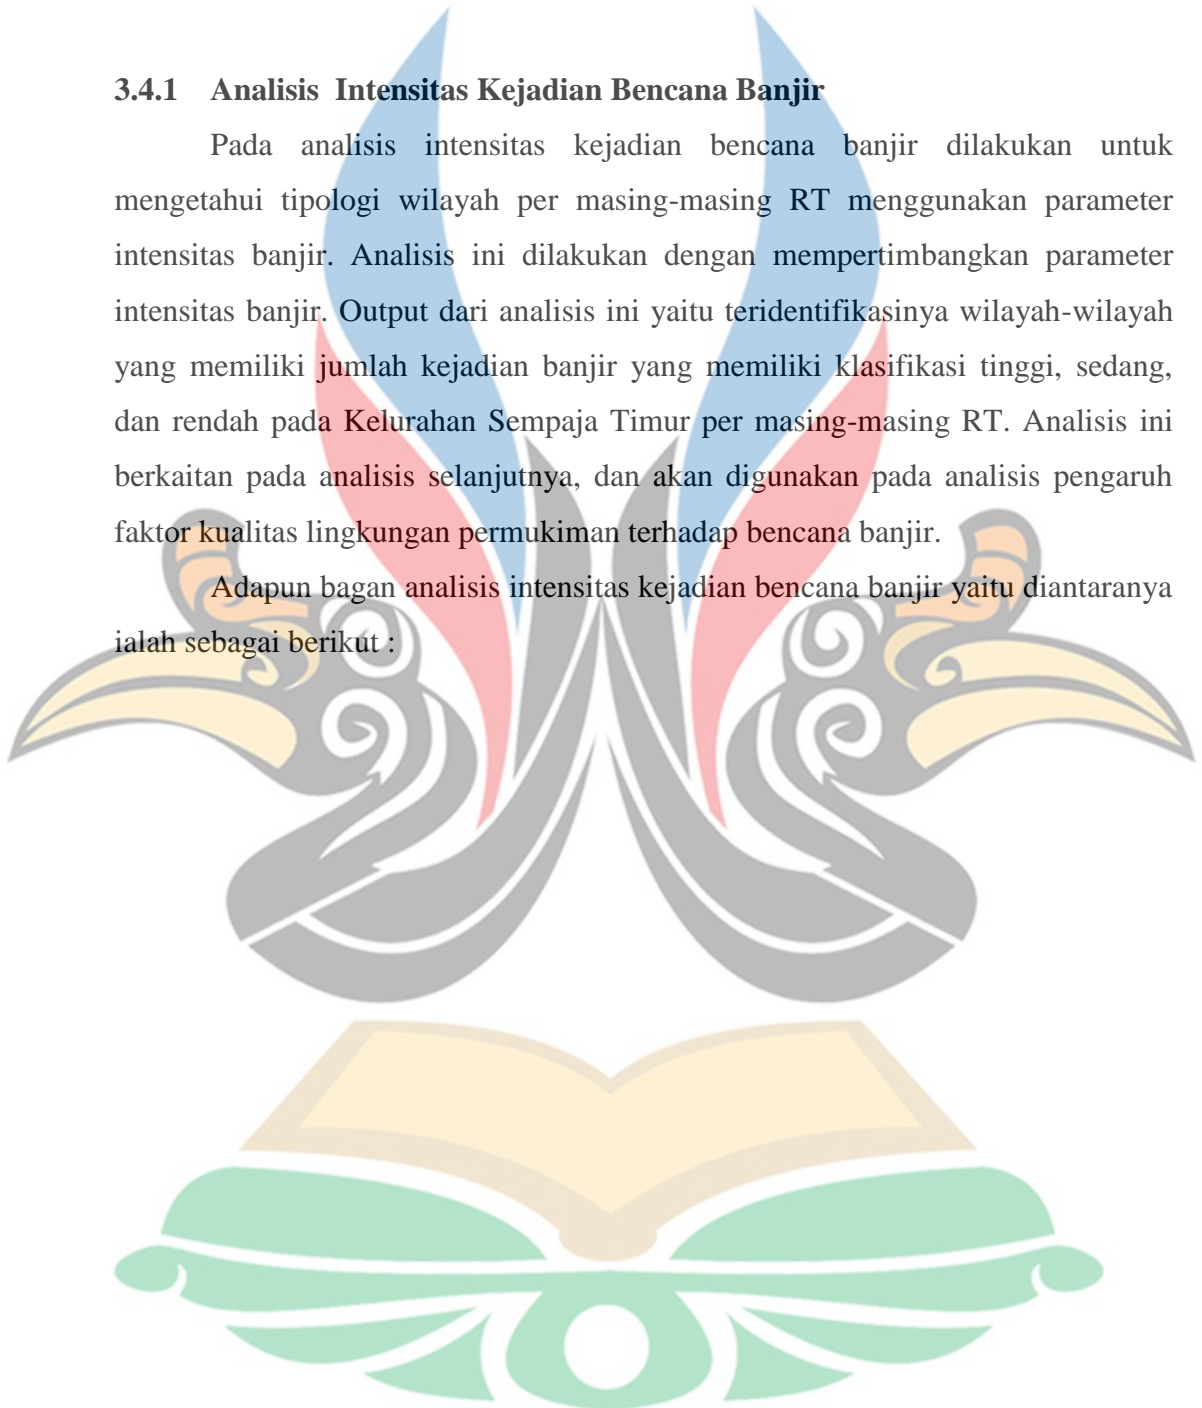 3.4.1 Analisis Intensitas Kejadian Bencana Banjir
Pada analisis intensitas kejadian bencana banjir dilakukan untuk
mengetahui tipologi wilayah per masing-masing RT menggunakan parameter
intensitas banjir. Analisis ini dilakukan dengan mempertimbangkan parameter
intensitas banjir. Output dari analisis ini yaitu teridentifikasinya wilayah-wilayah
yang memiliki jumlah kejadian banjir yang memiliki klasifikasi tinggi, sedang,
dan rendah pada Kelurahan Sempaja Timur per masing-masing RT. Analisis ini
berkaitan pada analisis selanjutnya, dan akan digunakan pada analisis pengaruh
faktor kualitas lingkungan permukiman terhadap bencana banjir.
Adapun bagan analisis intensitas kejadian bencana banjir yaitu diantaranya
ialah sebagai berikut :